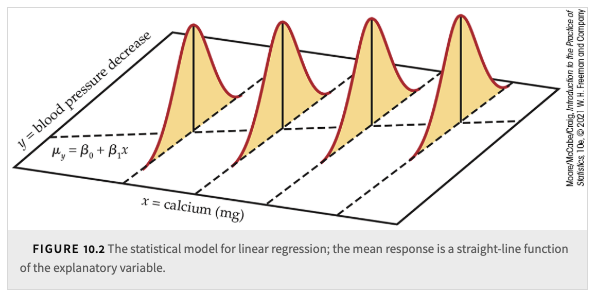 y = blood pressure decrease
μy = β0 + β1x
x = calcium (mg)
Moore/McCabe/Craig, Introduction to the Practice of
Statistics, 10e, © 2021 W. H. Freeman and Company
FIGURE 10.2 The statistical model for linear regression; the mean response is a straight-line function
of the explanatory variable.